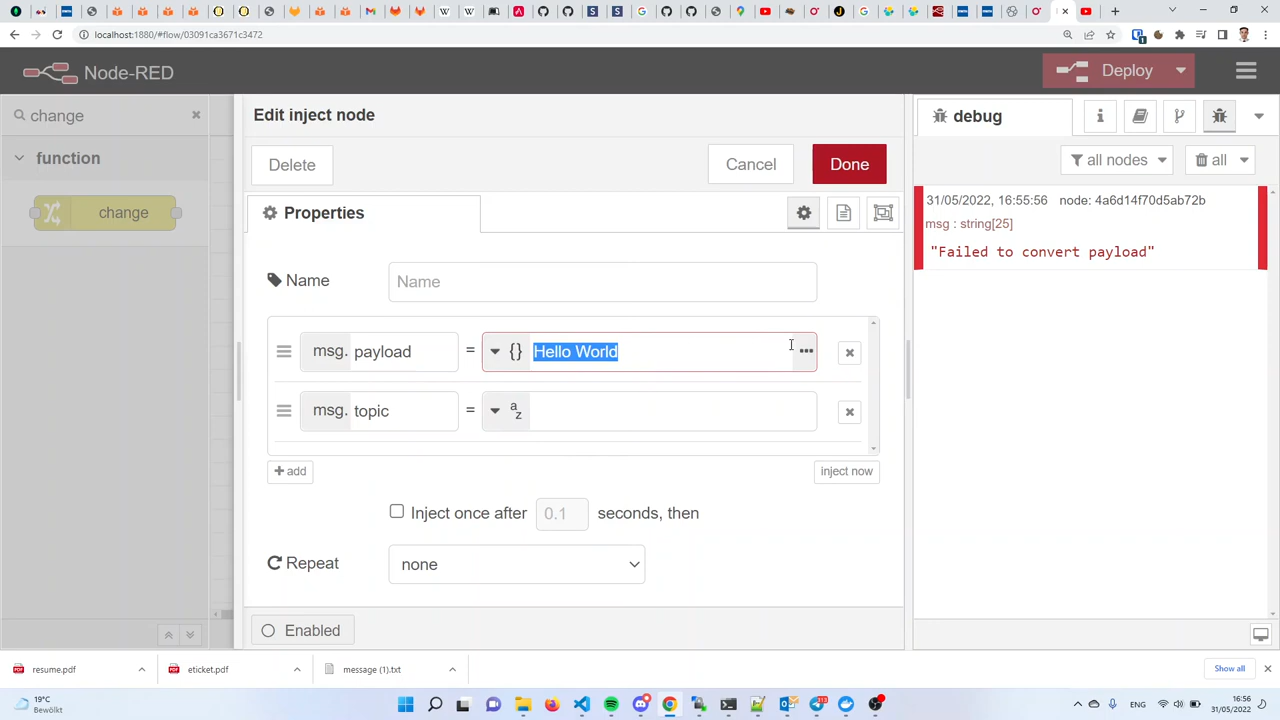 localhost:1880/#flow/03091ca3671c3472
Node-RED
Deploy
change
function
change
Edit inject node
Delete
Cancel
Done
Properties
Name
Name
msg. payload = {} Hello World
msg. topic = a z
add
inject now
Inject once after 0.1 seconds, then
Repeat
none
Enabled
debug
all nodes
all
31/05/2022, 16:55:56 node: 4a6d14f70d5ab72b
msg : string[25]
"Failed to convert payload"
resume.pdf
eticket.pdf
message (1).txt
Show all
19°C
Bewölkt
ENG
16:56
31/05/2022